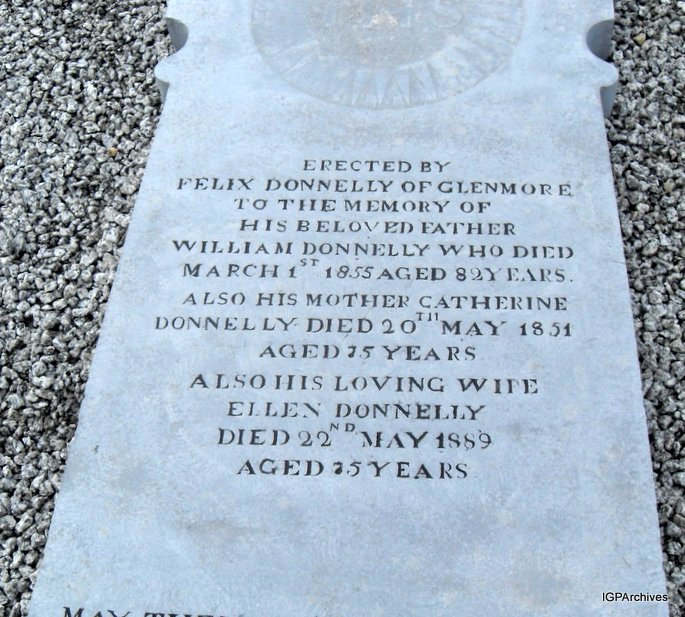 ERECTED BY
FELIX DONNELLY OF GLENMORE
TO THE MEMORY OF
HIS BELOVED FATHER
WILLIAM DONNELLY WHO DIED
MARCH 1ST 1855 AGED 82 YEARS.
ALSO HIS MOTHER CATHERINE
DONNELLY DIED 20TH MAY 1851
AGED 75 YEARS
ALSO HIS LOVING WIFE
ELLEN DONNELLY
DIED 22ND MAY 1889
AGED 75 YEARS
MAY
IGPArchives